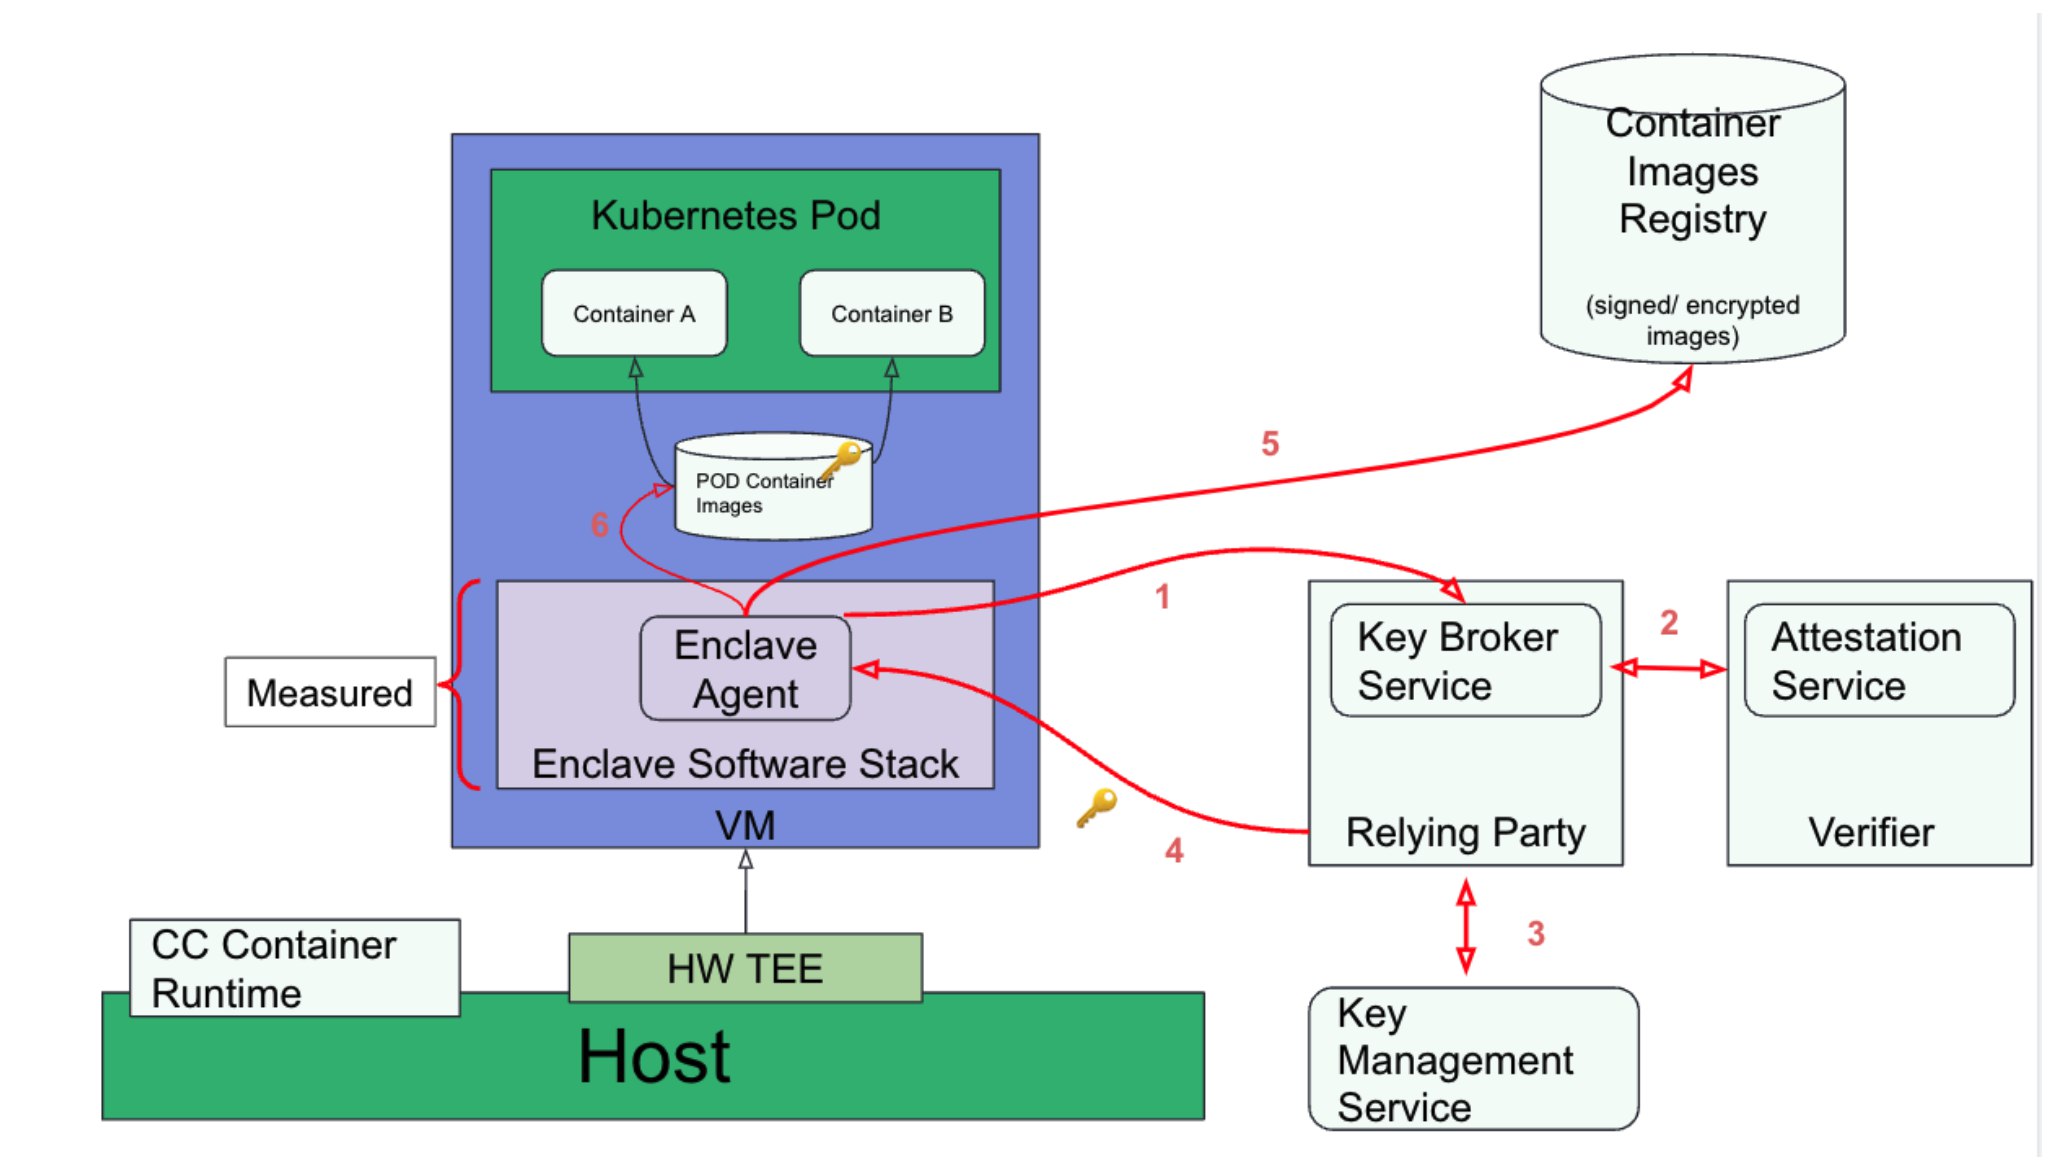 Container
Images
Registry
(signed/ encrypted
images)
Kubernetes Pod
Container A
Container B
POD Container
Images
5
6
1
Enclave
Agent
Enclave Software Stack
VM
Measured
Key Broker
Service
Relying Party
2
Attestation
Service
Verifier
4
3
CC Container
Runtime
HW TEE
Host
Key
Management
Service